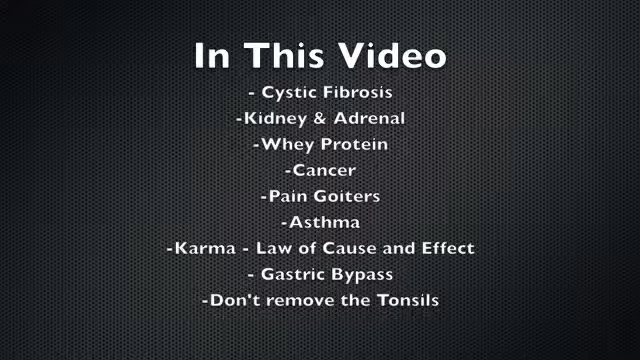 In This Video
- Cystic Fibrosis
-Kidney & Adrenal
-Whey Protein
-Cancer
-Pain Goiters
-Asthma
-Karma - Law of Cause and Effect
- Gastric Bypass
-Don't remove the Tonsils